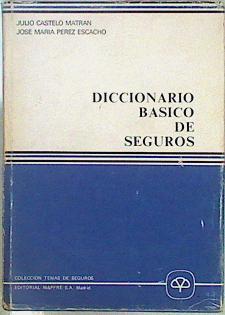 JULIO CASTELO MATRAN
JOSE MARIA PEREZ ESCACHO
DICCIONARIO
BASICO
DE
SEGUROS
COLECCION TEMAS DE SEGUROS
EDITORIAL MAPFRE S.A. Madrid